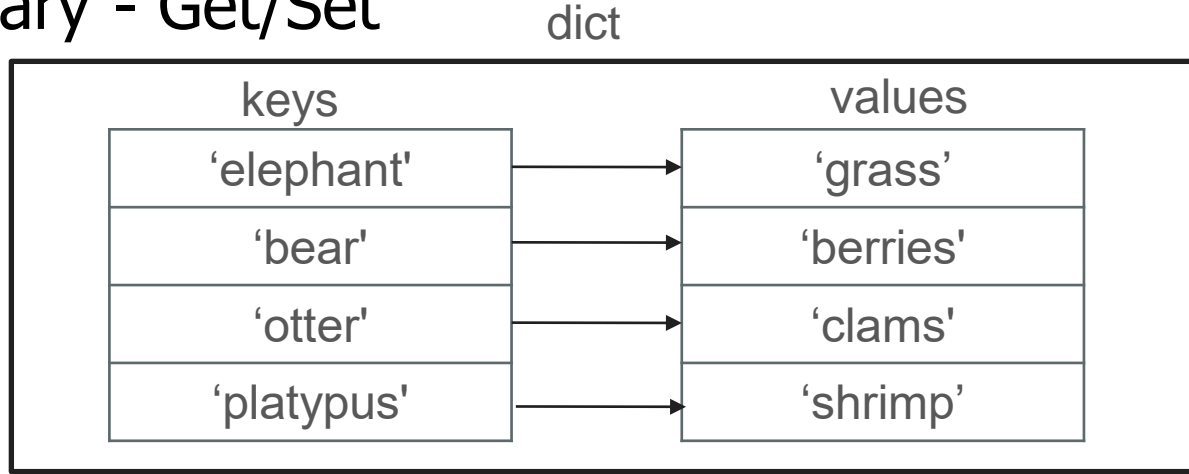 ary - Get/Set
dict
keys values
‘elephant' ‘grass’
‘bear' ‘berries'
‘otter' ‘clams'
‘platypus' ‘shrimp’